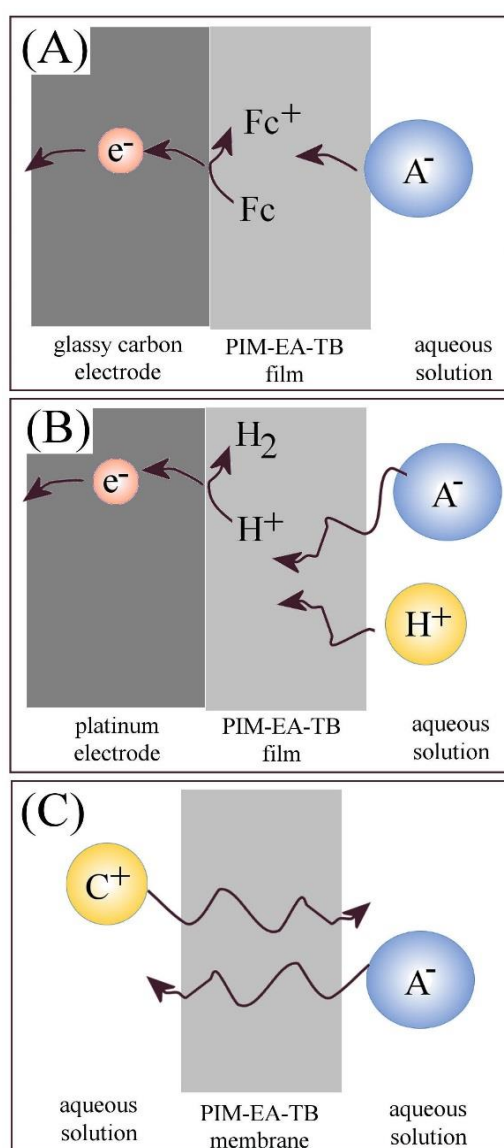 (A)
Fc⁺
e⁻
A⁻
Fc
glassy carbon
electrode
PIM-EA-TB
film
aqueous
solution
(B)
H₂
e⁻
A⁻
H⁺
H⁺
platinum
electrode
PIM-EA-TB
film
aqueous
solution
(C)
C⁺
A⁻
aqueous
solution
PIM-EA-TB
membrane
aqueous
solution